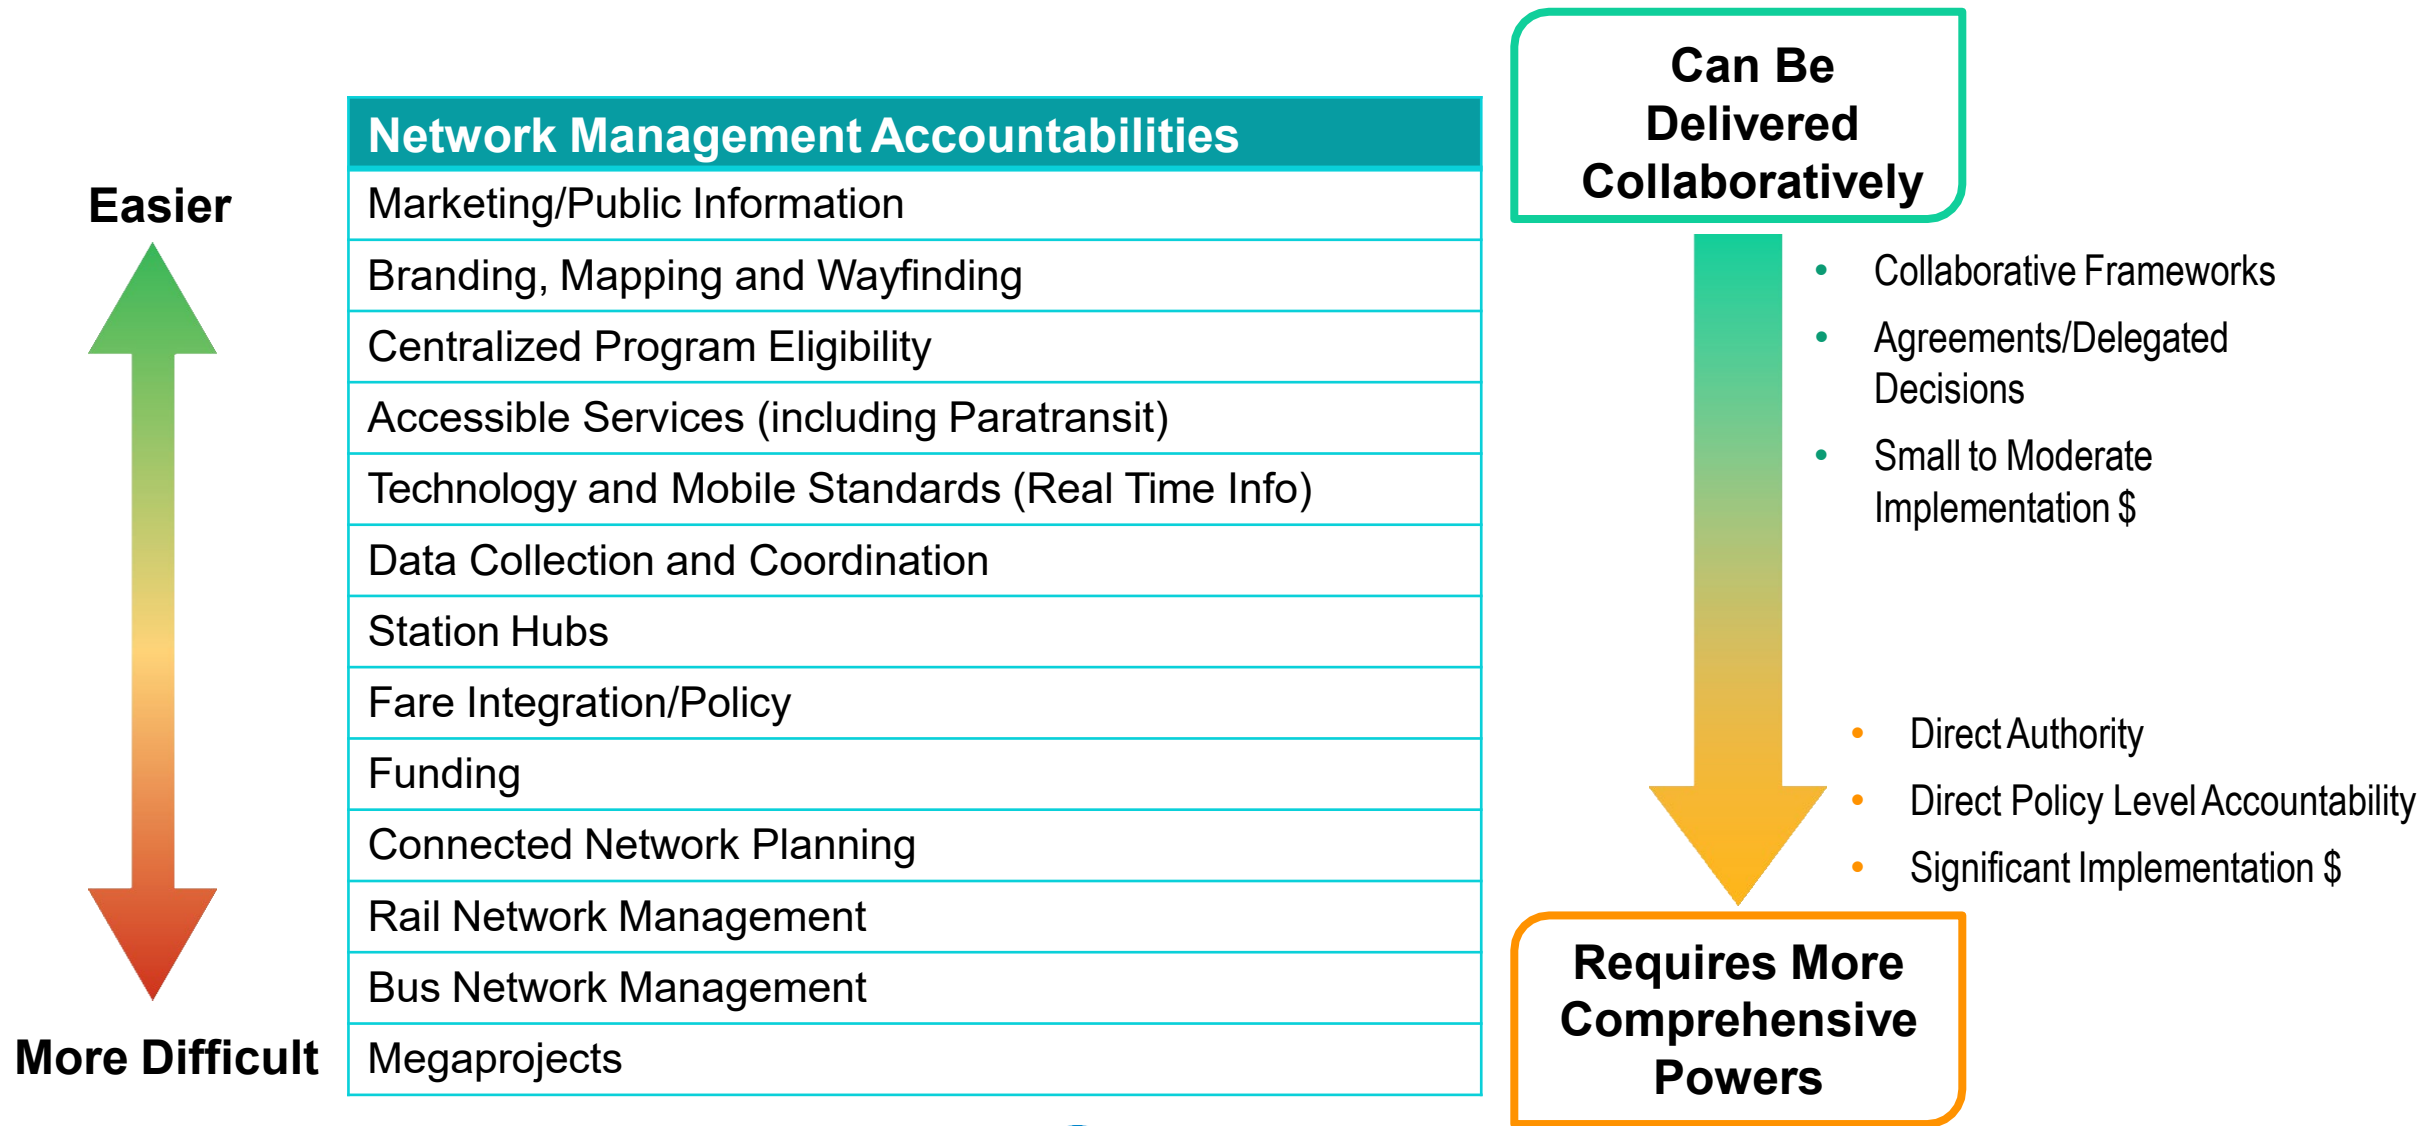 Easier
More Difficult
Network Management Accountabilities
Marketing/Public Information
Branding, Mapping and Wayfinding
Centralized Program Eligibility
Accessible Services (including Paratransit)
Technology and Mobile Standards (Real Time Info)
Data Collection and Coordination
Station Hubs
Fare Integration/Policy
Funding
Connected Network Planning
Rail Network Management
Bus Network Management
Megaprojects
Can Be
Delivered
Collaboratively
• Collaborative Frameworks
• Agreements/Delegated
Decisions
• Small to Moderate
Implementation $
• Direct Authority
• Direct Policy Level Accountability
• Significant Implementation $
Requires More
Comprehensive
Powers